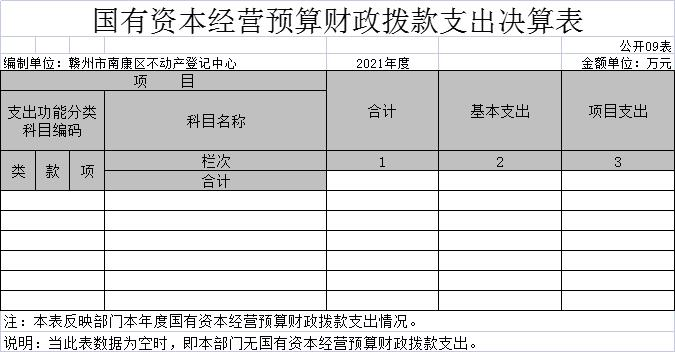 国有资本经营预算财政拨款支出决算表
公开09表
编制单位：赣州市南康区不动产登记中心 2021年度 金额单位：万元
项 目 合计 基本支出 项目支出
支出功能分类 科目名称
科目编码
类 款 项 栏次 1 2 3
合计
注：本表反映部门本年度国有资本经营预算财政拨款支出情况。
说明：当此表数据为空时，即本部门无国有资本经营预算财政拨款支出。